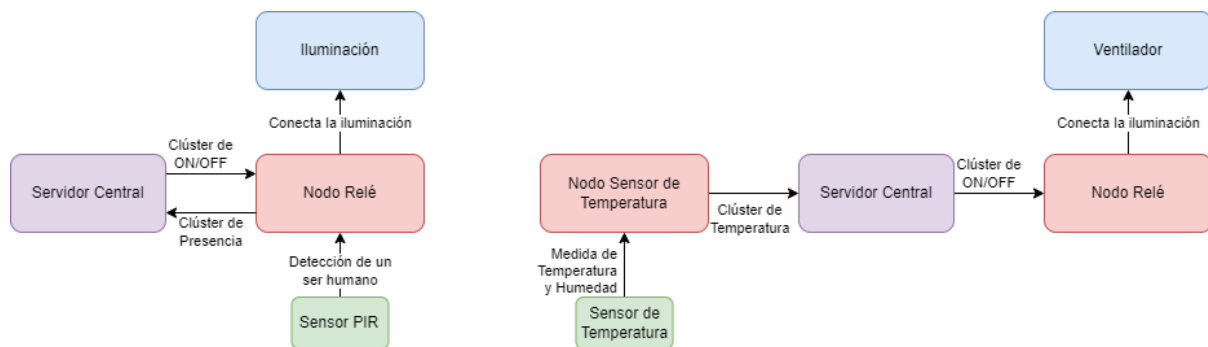 Iluminación
Conecta la iluminación
Clúster de
ON/OFF
Servidor Central
Nodo Relé
Clúster de
Presencia
Detección de un
ser humano
Sensor PIR
Ventilador
Conecta la iluminación
Nodo Sensor de
Temperatura
Clúster de
Temperatura
Servidor Central
Clúster de
ON/OFF
Nodo Relé
Medida de
Temperatura
y Humedad
Sensor de
Temperatura